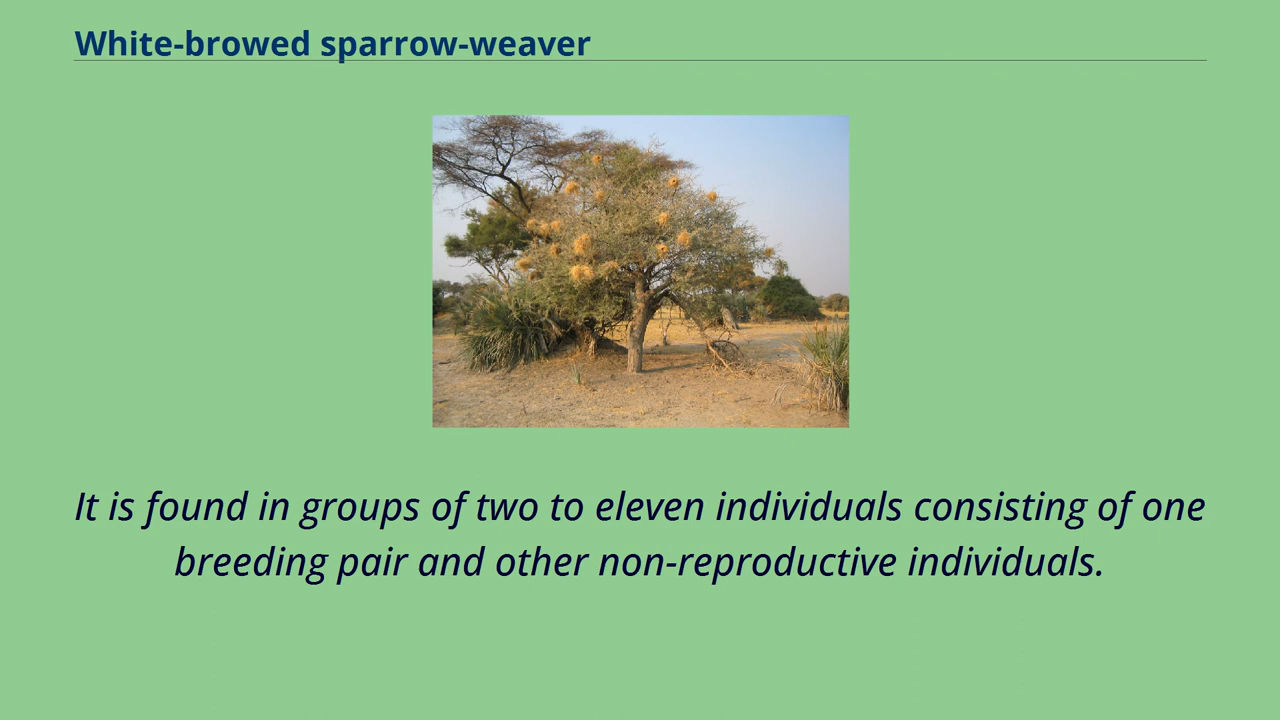 White-browed sparrow-weaver
It is found in groups of two to eleven individuals consisting of one
breeding pair and other non-reproductive individuals.